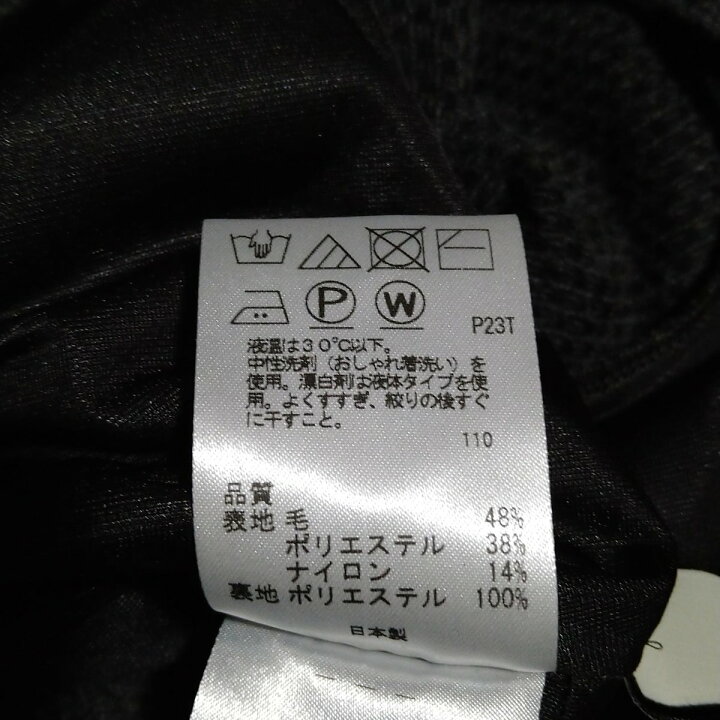 P W P23T
液温は30℃以下。
中性洗剤（おしゃれ着洗い）を
使用。漂白剤は液体タイプを使
用。よくすすぎ、絞りの後すぐ
に干すこと。
110
品質
表地 毛 48%
ポリエステル 38%
ナイロン 14%
裏地 ポリエステル 100%
日本製